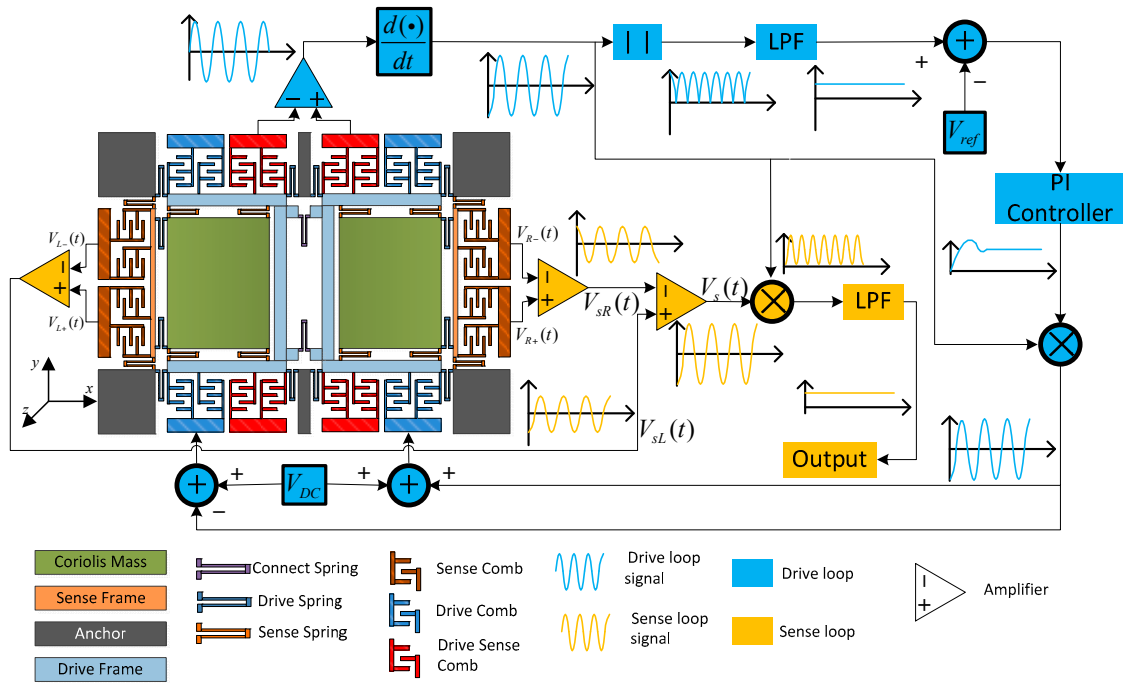 d(•)
dt
| |
LPF
+
+
−
− +
V_ref
PI
Controller
V_L−(t)
V_R−(t)
−
+
−
+
V_sR(t)
−
+
V_s(t)
×
LPF
V_L+(t)
V_R+(t)
×
y
x
z
V_sL(t)
Output
+
+
V_DC
+
+
+
+
−
Coriolis Mass
Sense Frame
Anchor
Drive Frame
Connect Spring
Drive Spring
Sense Spring
Sense Comb
Drive Comb
Drive Sense
Comb
Drive loop
signal
Sense loop
signal
Drive loop
Sense loop
−
+
Amplifier